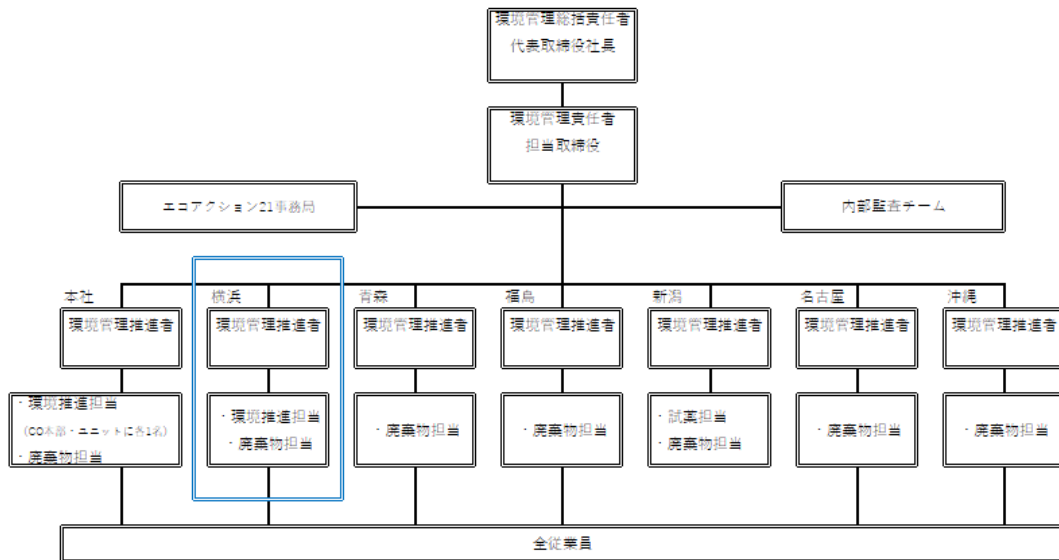 環境管理総括責任者
代表取締役社長
環境管理責任者
担当取締役
エコアクション21事務局
内部監査チーム
本社
横浜
青森
福島
新潟
名古屋
沖縄
環境管理推進者
環境管理推進者
環境管理推進者
環境管理推進者
環境管理推進者
環境管理推進者
環境管理推進者
・環境推進担当
（CO本部・ユニットに各1名）
・廃棄物担当
・環境推進担当
・廃棄物担当
・廃棄物担当
・廃棄物担当
・試薬担当
・廃棄物担当
・廃棄物担当
・廃棄物担当
全従業員